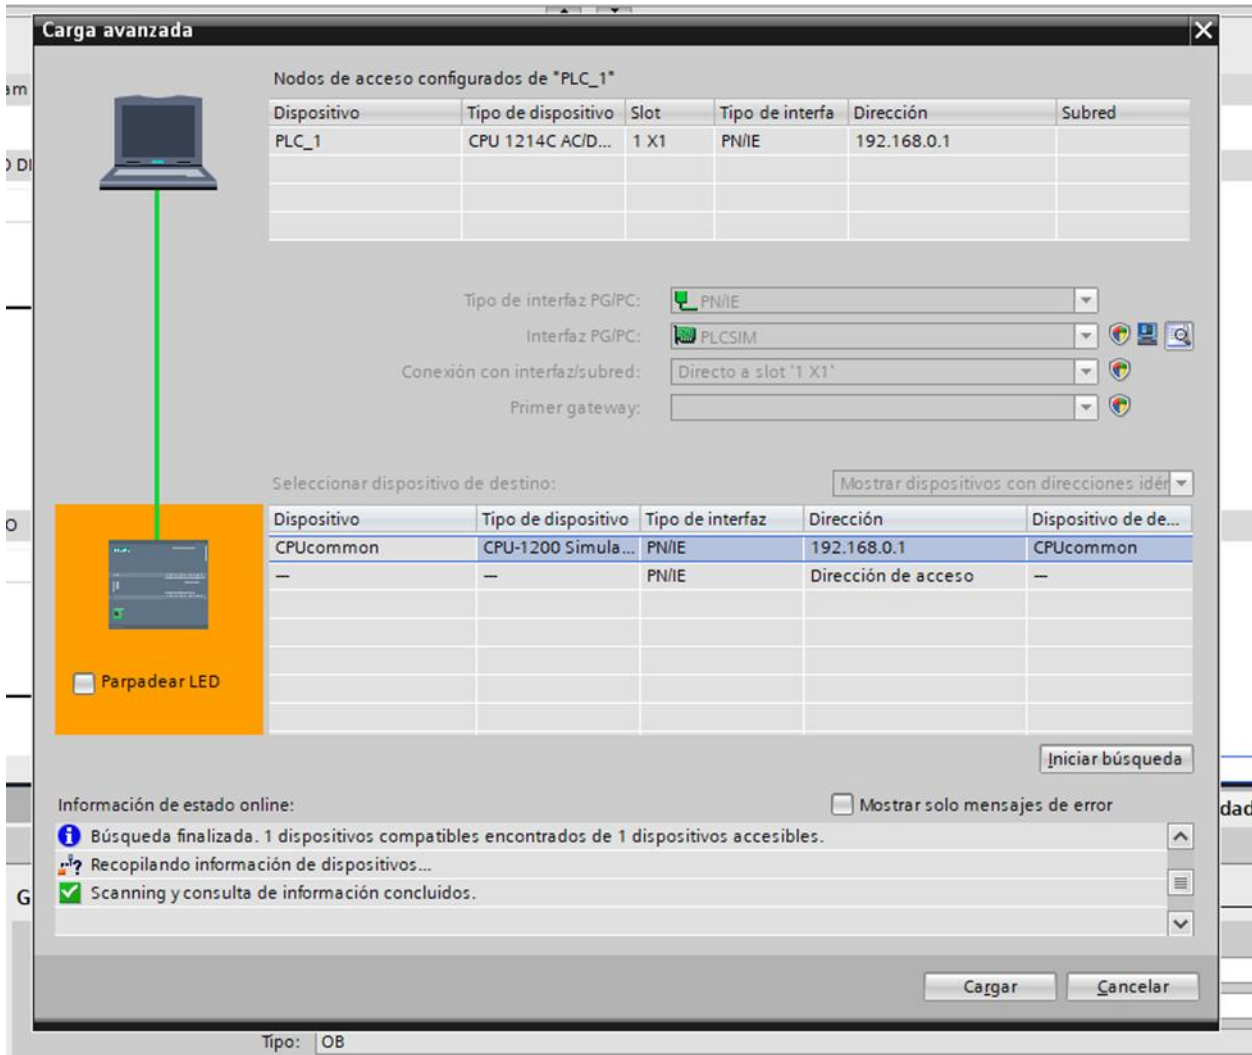 Carga avanzada
Nodos de acceso configurados de "PLC_1"
am
Dispositivo Tipo de dispositivo Slot Tipo de interfa Dirección Subred
PLC_1 CPU 1214C AC/D... 1 X1 PN/IE 192.168.0.1
O DI
Tipo de interfaz PG/PC: PN/IE
Interfaz PG/PC: PLCSIM
Conexión con interfaz/subred: Directo a slot '1 X1'
Primer gateway:
Seleccionar dispositivo de destino: Mostrar dispositivos con direcciones idér
O
Dispositivo Tipo de dispositivo Tipo de interfaz Dirección Dispositivo de de...
CPUcommon CPU-1200 Simula... PN/IE 192.168.0.1 CPUcommon
— — PN/IE Dirección de acceso —
Parpadear LED
Iniciar búsqueda
Información de estado online: Mostrar solo mensajes de error
dad
Búsqueda finalizada. 1 dispositivos compatibles encontrados de 1 dispositivos accesibles.
Recopilando información de dispositivos...
G
Scanning y consulta de información concluidos.
Cargar Cancelar
Tipo: OB